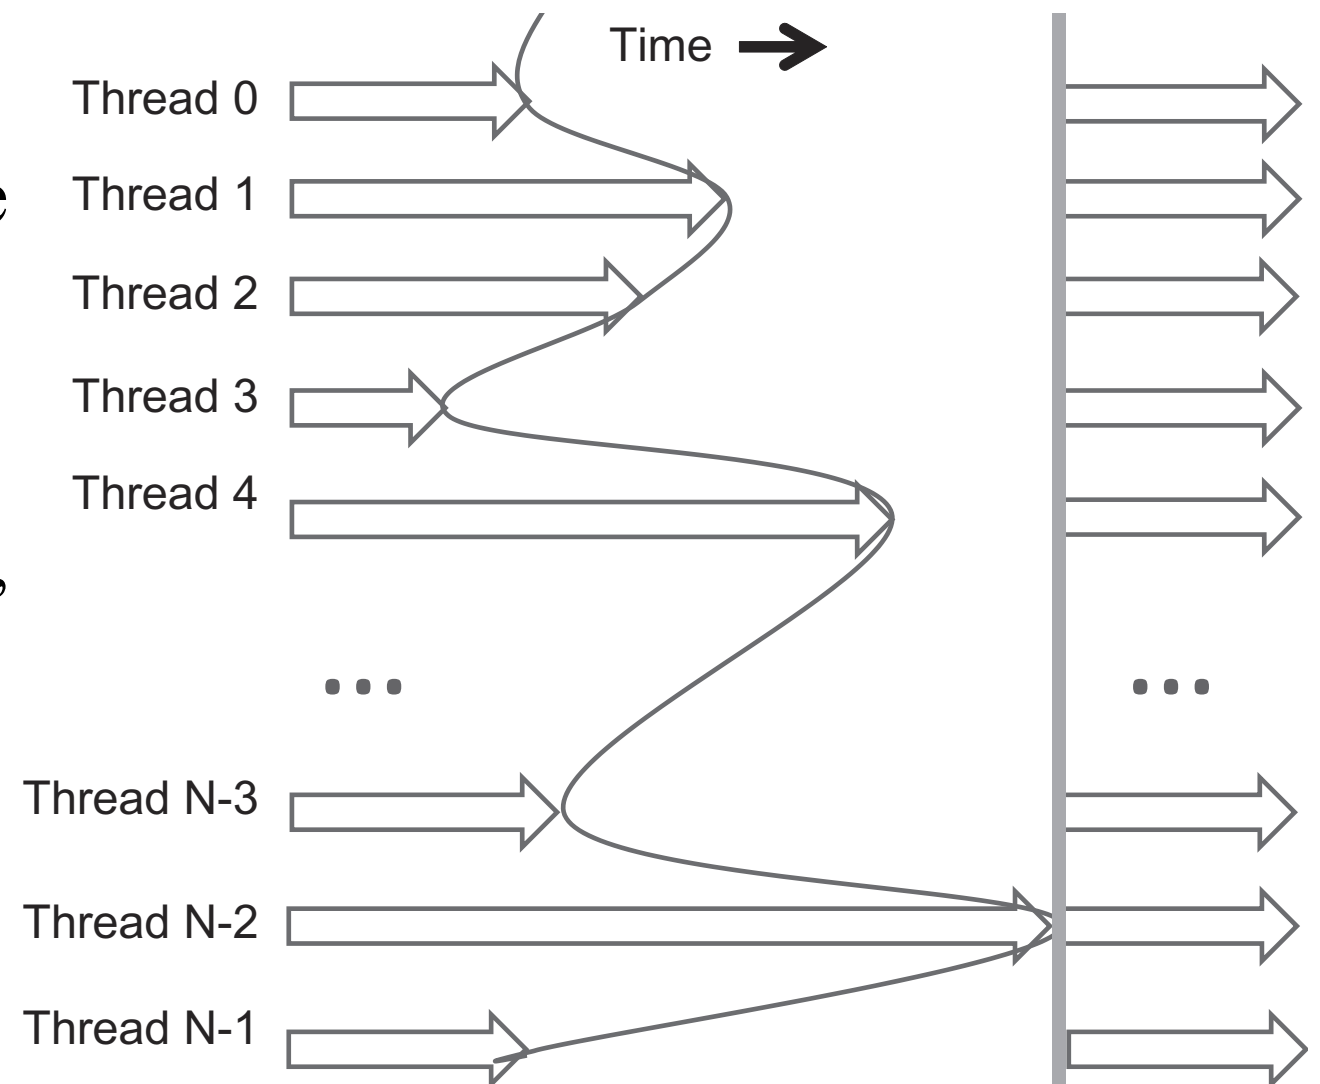 Time
Thread 0
Thread 1
Thread 2
Thread 3
Thread 4
... ...
Thread N-3
Thread N-2
Thread N-1